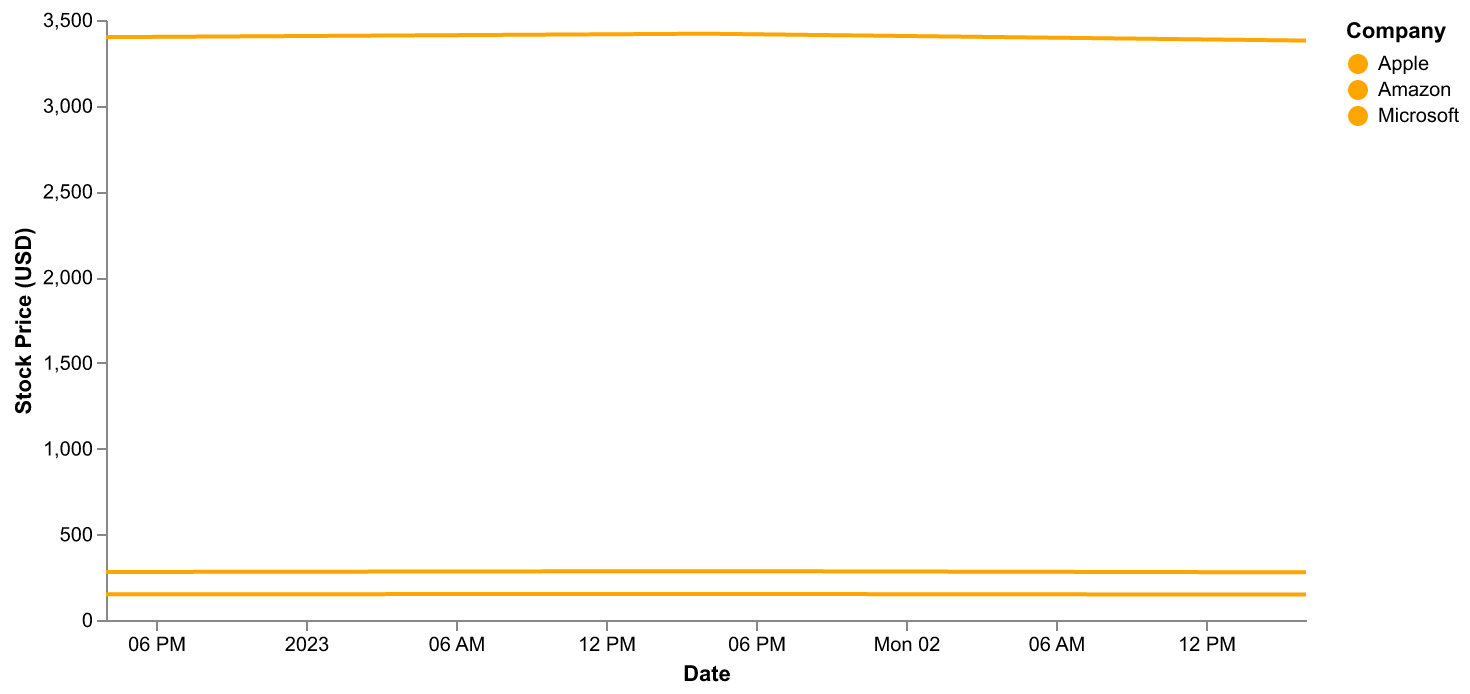 3,500
3,000
2,500
2,000
1,500
1,000
500
0
Stock Price (USD)
06 PM
2023
06 AM
12 PM
06 PM
Mon 02
06 AM
12 PM
Date
Company
Apple
Amazon
Microsoft